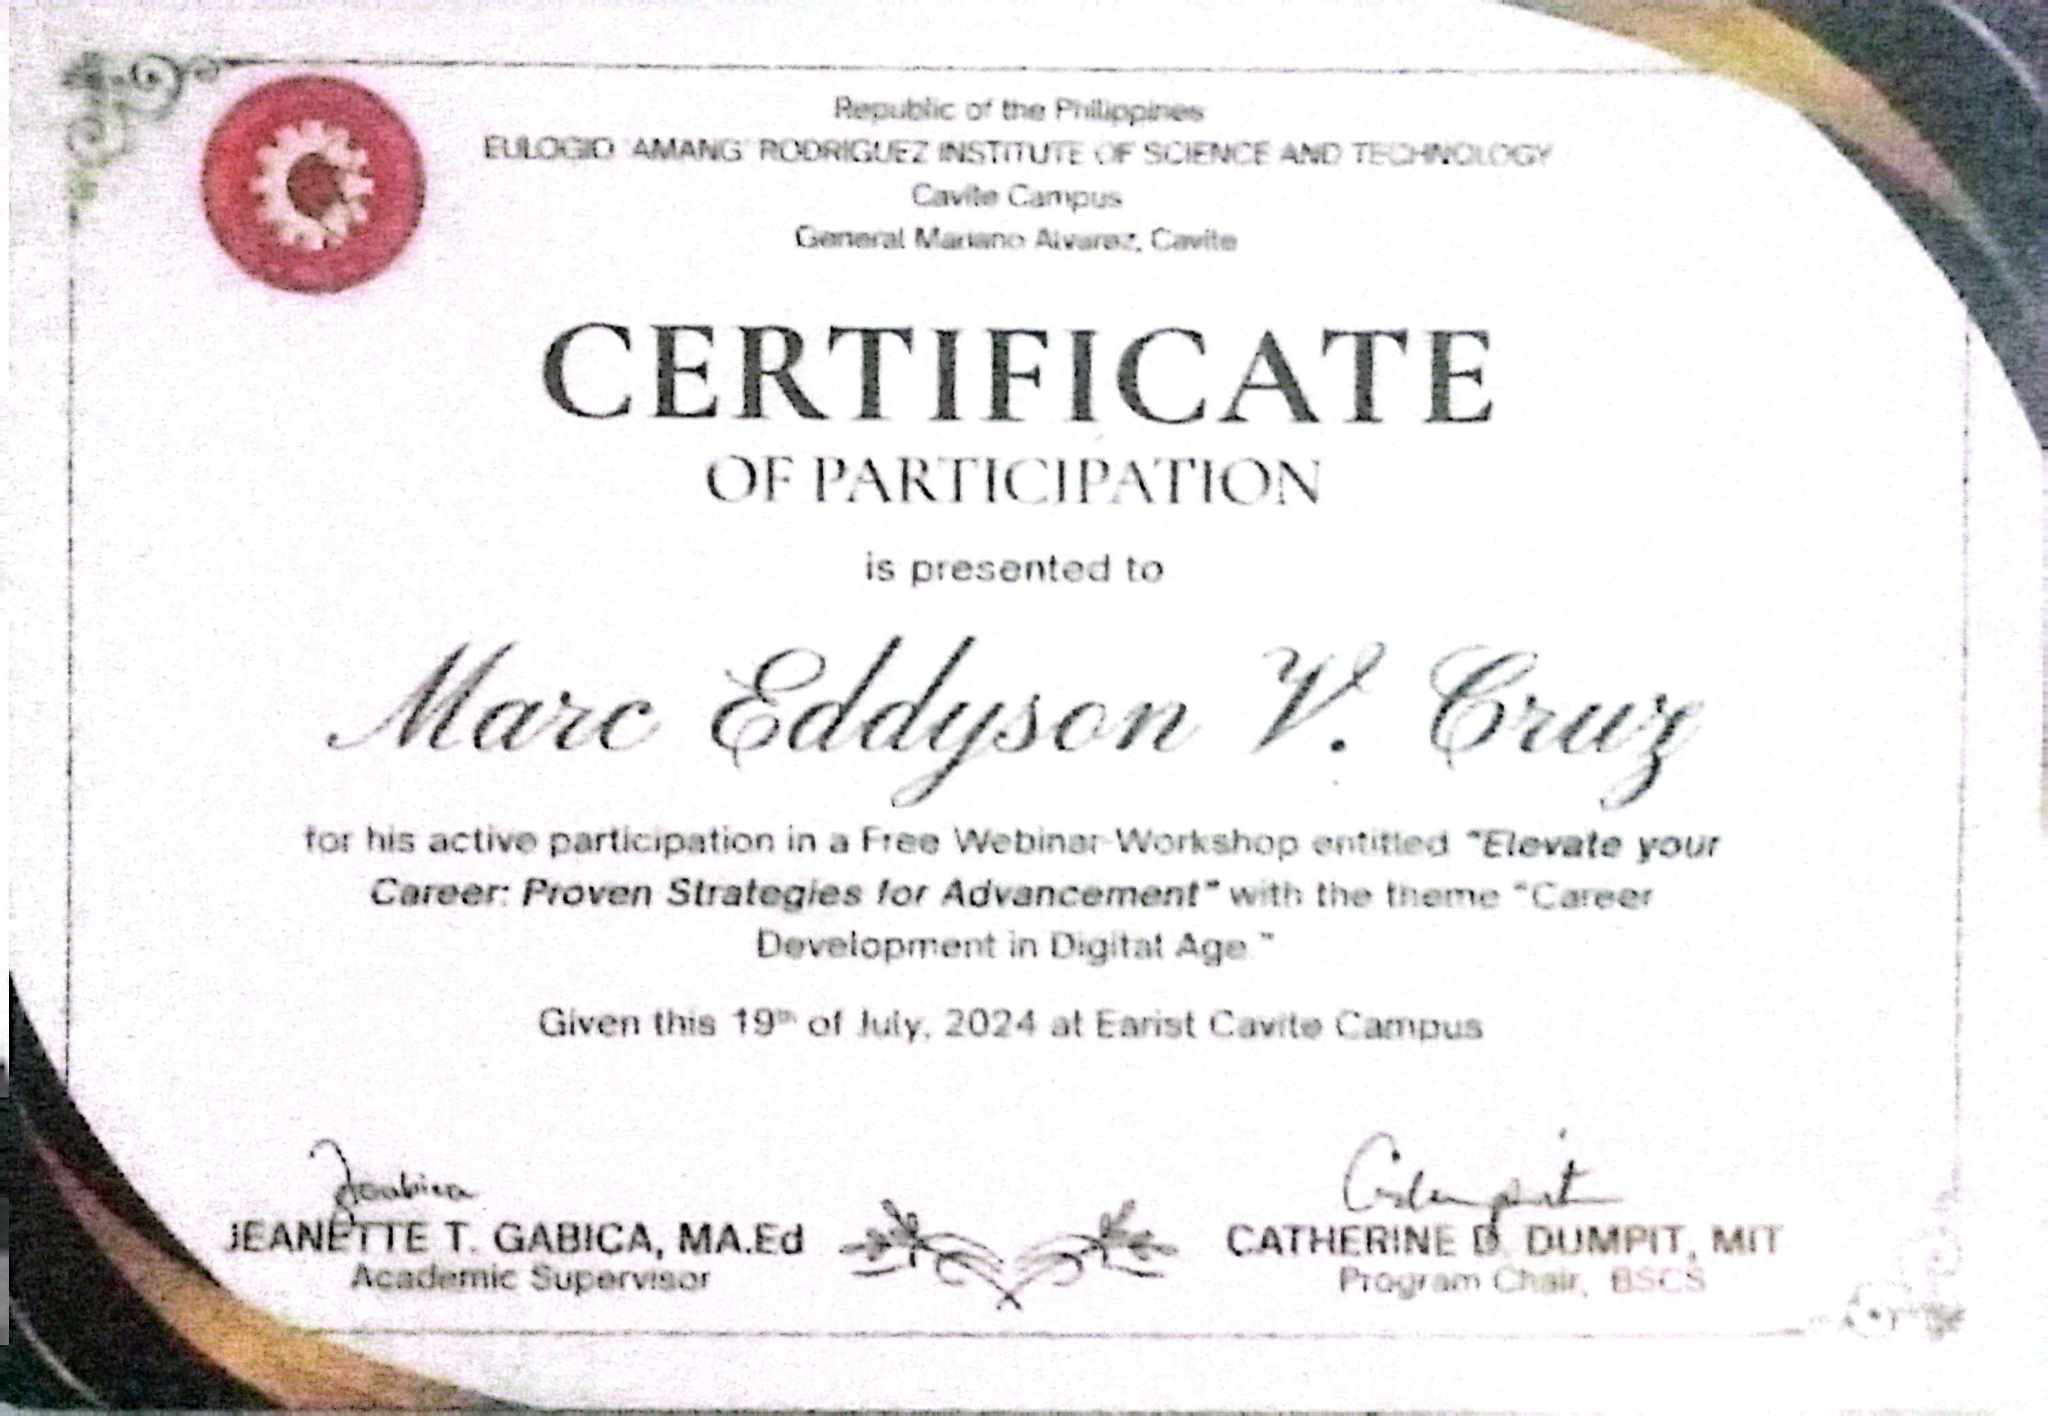 Republic of the Philippines
EULOGIO 'AMANG' RODRIGUEZ INSTITUTE OF SCIENCE AND TECHNOLOGY
Cavite Campus
General Mariano Alvarez, Cavite
CERTIFICATE
OF PARTICIPATION
is presented to
Marc Eddyson V. Cruz
for his active participation in a Free Webinar-Workshop entitled "Elevate your
Career: Proven Strategies for Advancement" with the theme "Career
Development in Digital Age."
Given this 19th of July, 2024 at Earist Cavite Campus
JEANETTE T. GABICA, MA.Ed
Academic Supervisor
CATHERINE D. DUMPIT, MIT
Program Chair, BSCS